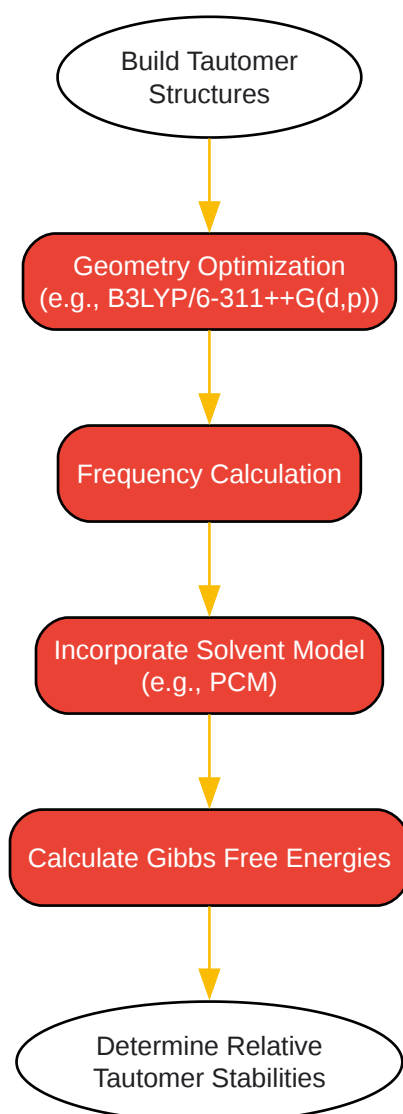 Build Tautomer
Structures
Geometry Optimization
(e.g., B3LYP/6-311++G(d,p))
Frequency Calculation
Incorporate Solvent Model
(e.g., PCM)
Calculate Gibbs Free Energies
Determine Relative
Tautomer Stabilities